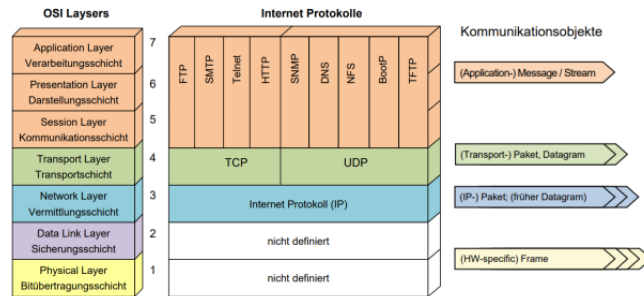 OSI Laysers
Internet Protokolle
Kommunikationsobjekte
Application Layer
Verarbeitungsschicht
7
Presentation Layer
Darstellungsschicht
6
Session Layer
Kommunikationsschicht
5
Transport Layer
Transportschicht
4
Network Layer
Vermittlungsschicht
3
Data Link Layer
Sicherungsschicht
2
Physical Layer
Bitübertragungsschicht
1
FTP
SMTP
Telnet
HTTP
SNMP
DNS
NFS
BootP
TFTP
TCP
UDP
Internet Protokoll (IP)
nicht definiert
nicht definiert
(Application-) Message / Stream
(Transport-) Paket, Datagram
(IP-) Paket; (früher Datagram)
(HW-specific) Frame